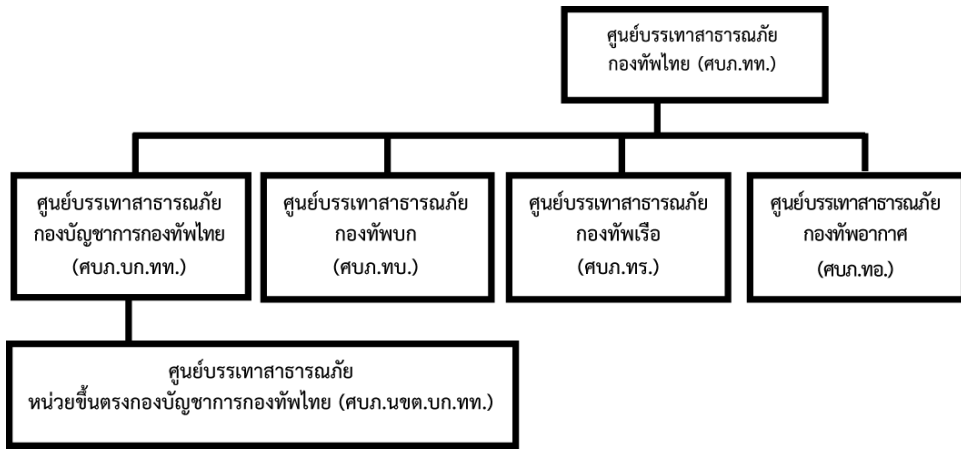 ศูนย์บรรเทาสาธารณภัย
กองทัพไทย (ศบภ.ทท.)
ศูนย์บรรเทาสาธารณภัย
กองบัญชาการกองทัพไทย
(ศบภ.บก.ทท.)
ศูนย์บรรเทาสาธารณภัย
กองทัพบก
(ศบภ.ทบ.)
ศูนย์บรรเทาสาธารณภัย
กองทัพเรือ
(ศบภ.ทร.)
ศูนย์บรรเทาสาธารณภัย
กองทัพอากาศ
(ศบภ.ทอ.)
ศูนย์บรรเทาสาธารณภัย
หน่วยขึ้นตรงกองบัญชาการกองทัพไทย (ศบภ.นขต.บก.ทท.)